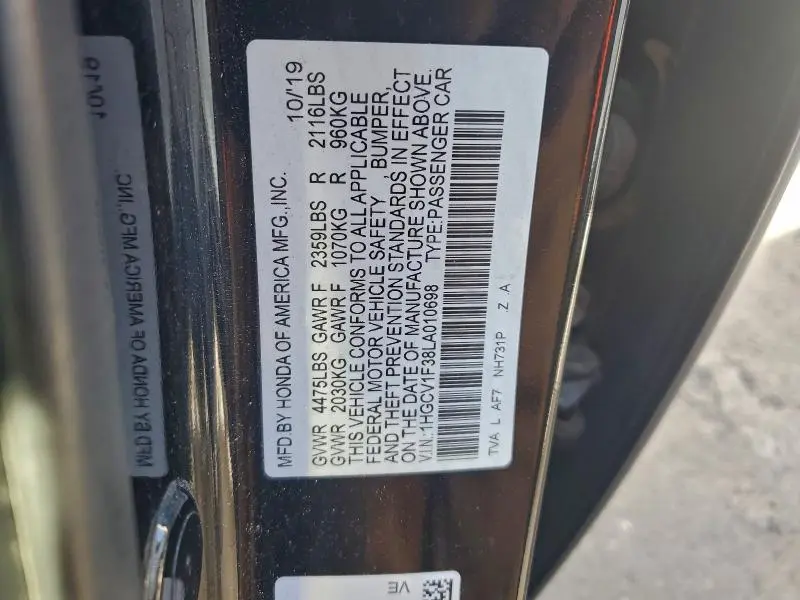 MFD.BY HONDA OF AMERICA MFG.,INC. 10/'19
GVWR 4475LBS GAWR F 2359LBS R 2116LBS
GVWR 2030KG GAWR F 1070KG R 960KG
THIS VEHICLE CONFORMS TO ALL APPLICABLE
FEDERAL MOTOR VEHICLE SAFETY , BUMPER,
AND THEFT PREVENTION STANDARDS IN EFFECT
ON THE DATE OF MANUFACTURE SHOWN ABOVE.
V.I.N.:1HGCV1F38LA010698 TYPE:PASSENGER CAR
TVA L AF7 NH731P .Z .A
MFD.BY HONDA OF AMERICA MFG.,INC. 10/'19
VE